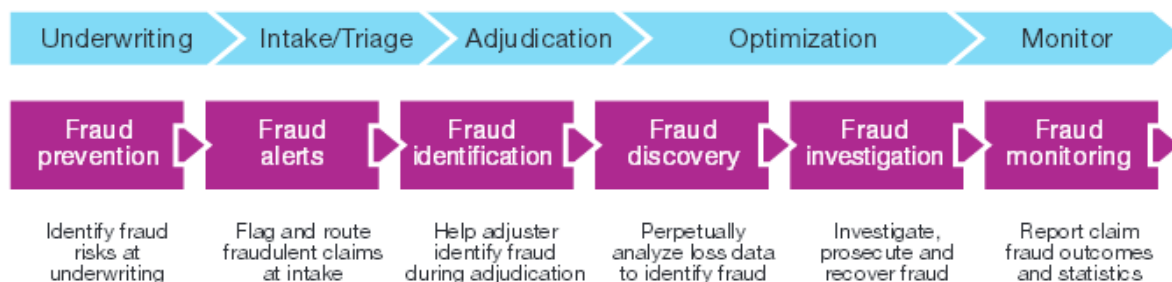 Underwriting
Intake/Triage
Adjudication
Optimization
Monitor
Fraud
prevention
Fraud
alerts
Fraud
identification
Fraud
discovery
Fraud
investigation
Fraud
monitoring
Identify fraud
risks at
underwriting
Flag and route
fraudulent claims
at intake
Help adjuster
identify fraud
during adjudication
Perpetually
analyze loss data
to identify fraud
Investigate,
prosecute and
recover fraud
Report claim
fraud outcomes
and statistics